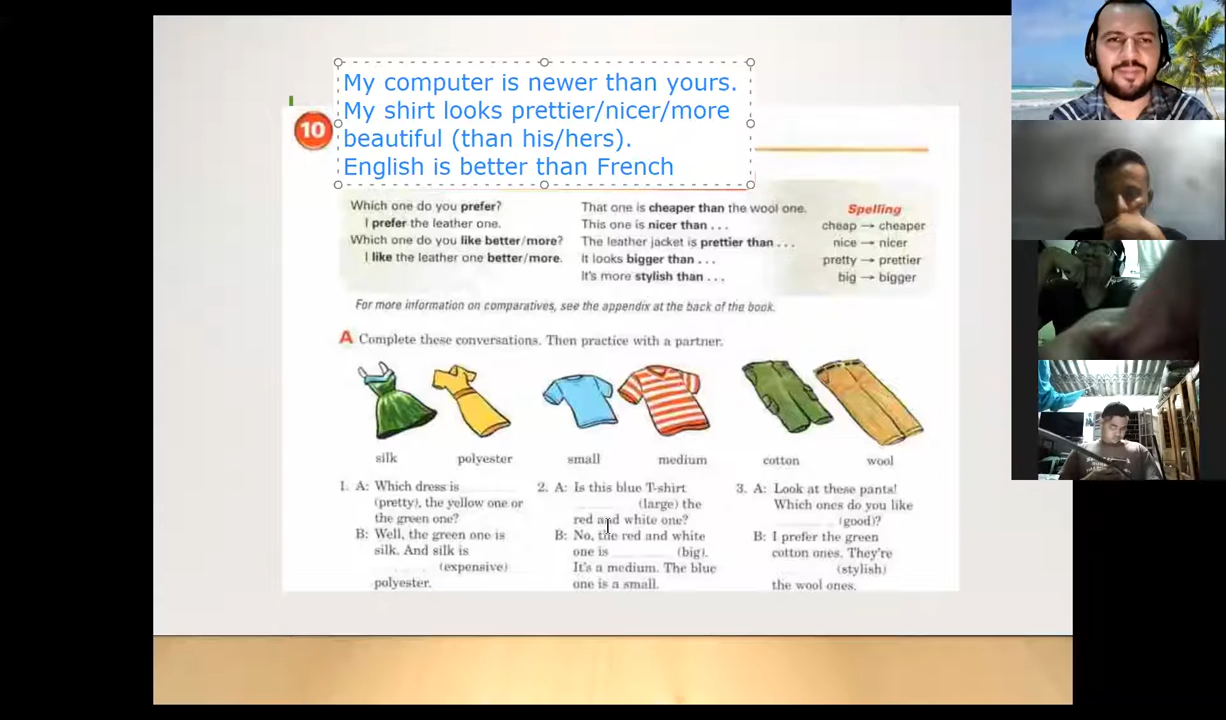 My computer is newer than yours.
My shirt looks prettier/nicer/more
beautiful (than his/hers).
English is better than French
10
Which one do you prefer?
I prefer the leather one.
Which one do you like better/more?
I like the leather one better/more.
That one is cheaper than the wool one.
This one is nicer than . . .
The leather jacket is prettier than . . .
It looks bigger than . . .
It's more stylish than . . .
Spelling
cheap → cheaper
nice → nicer
pretty → prettier
big → bigger
For more information on comparatives, see the appendix at the back of the book.
A Complete these conversations. Then practice with a partner.
silk
polyester
small
medium
cotton
wool
1. A: Which dress is
(pretty), the yellow one or
the green one?
B: Well, the green one is
silk. And silk is
(expensive)
polyester.
2. A: Is this blue T-shirt
(large) the
red and white one?
B: No, the red and white
one is (big).
It's a medium. The blue
one is a small.
3. A: Look at these pants!
Which ones do you like
(good)?
B: I prefer the green
cotton ones. They're
(stylish)
the wool ones.